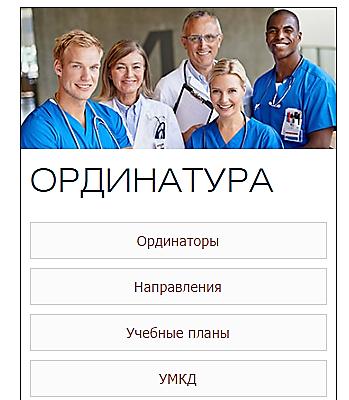 ОРДИНАТУРА
Ординаторы
Направления
Учебные планы
УМКД